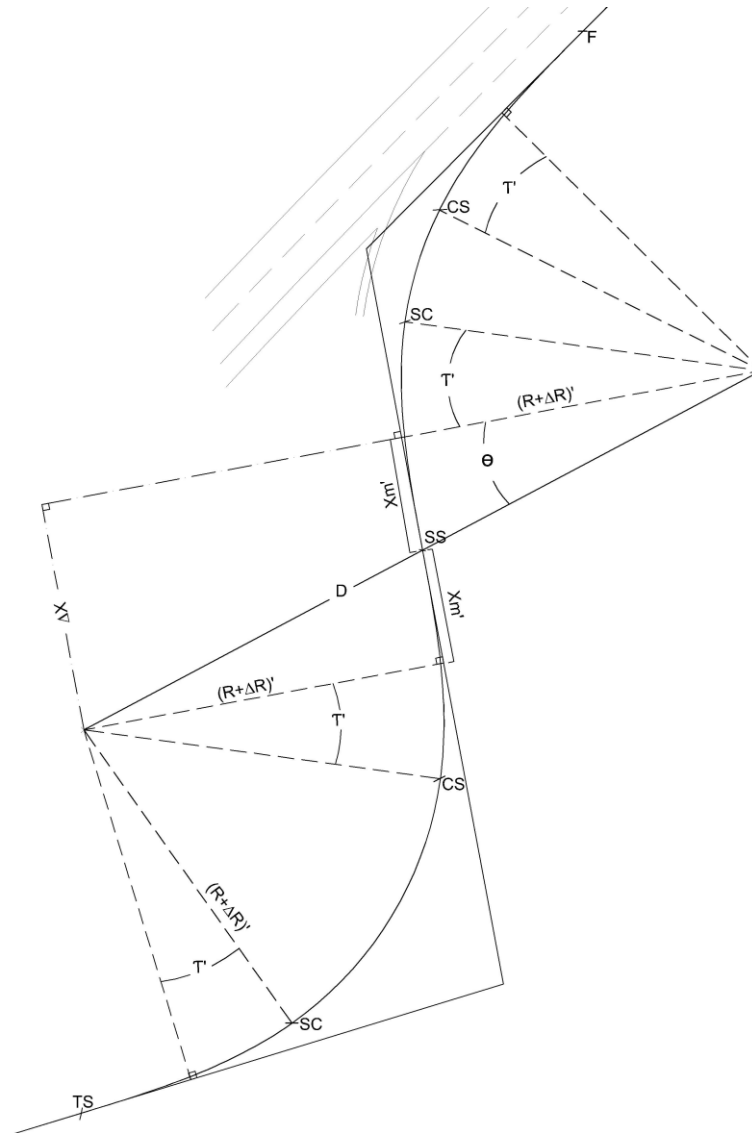 F
T'
CS
SC
T'
(R+ΔR)'
Θ
Xm'
SS
D
Xm'
ΔX
(R+ΔR)'
T'
CS
(R+ΔR)'
T'
SC
TS